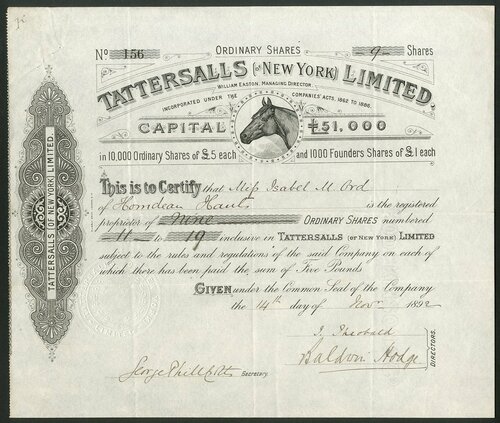 No 156 ORDINARY SHARES 9 Shares
TATTERSALLS (OF NEW YORK) LIMITED
WILLIAM EASTON, MANAGING DIRECTOR.
INCORPORATED UNDER THE COMPANIES' ACTS, 1862 TO 1886.
CAPITAL £51,000
in 10,000 Ordinary Shares of £5 each and 1000 Founders Shares of £1 each
This is to Certify that Miss Isabel M. Ord
of Horndean Hants is the registered
proprietor of Nine ORDINARY SHARES numbered
11 to 19 inclusive in TATTERSALLS (OF NEW YORK) LIMITED
subject to the rules and regulations of the said Company on each of
which there has been paid the sum of Five Pounds
GIVEN under the Common Seal of the Company
the 14th day of Nov. 1892
Theobald
Baldwin Hodge
DIRECTORS.
George Secretary.
TATTERSALLS (OF NEW YORK) LIMITED.